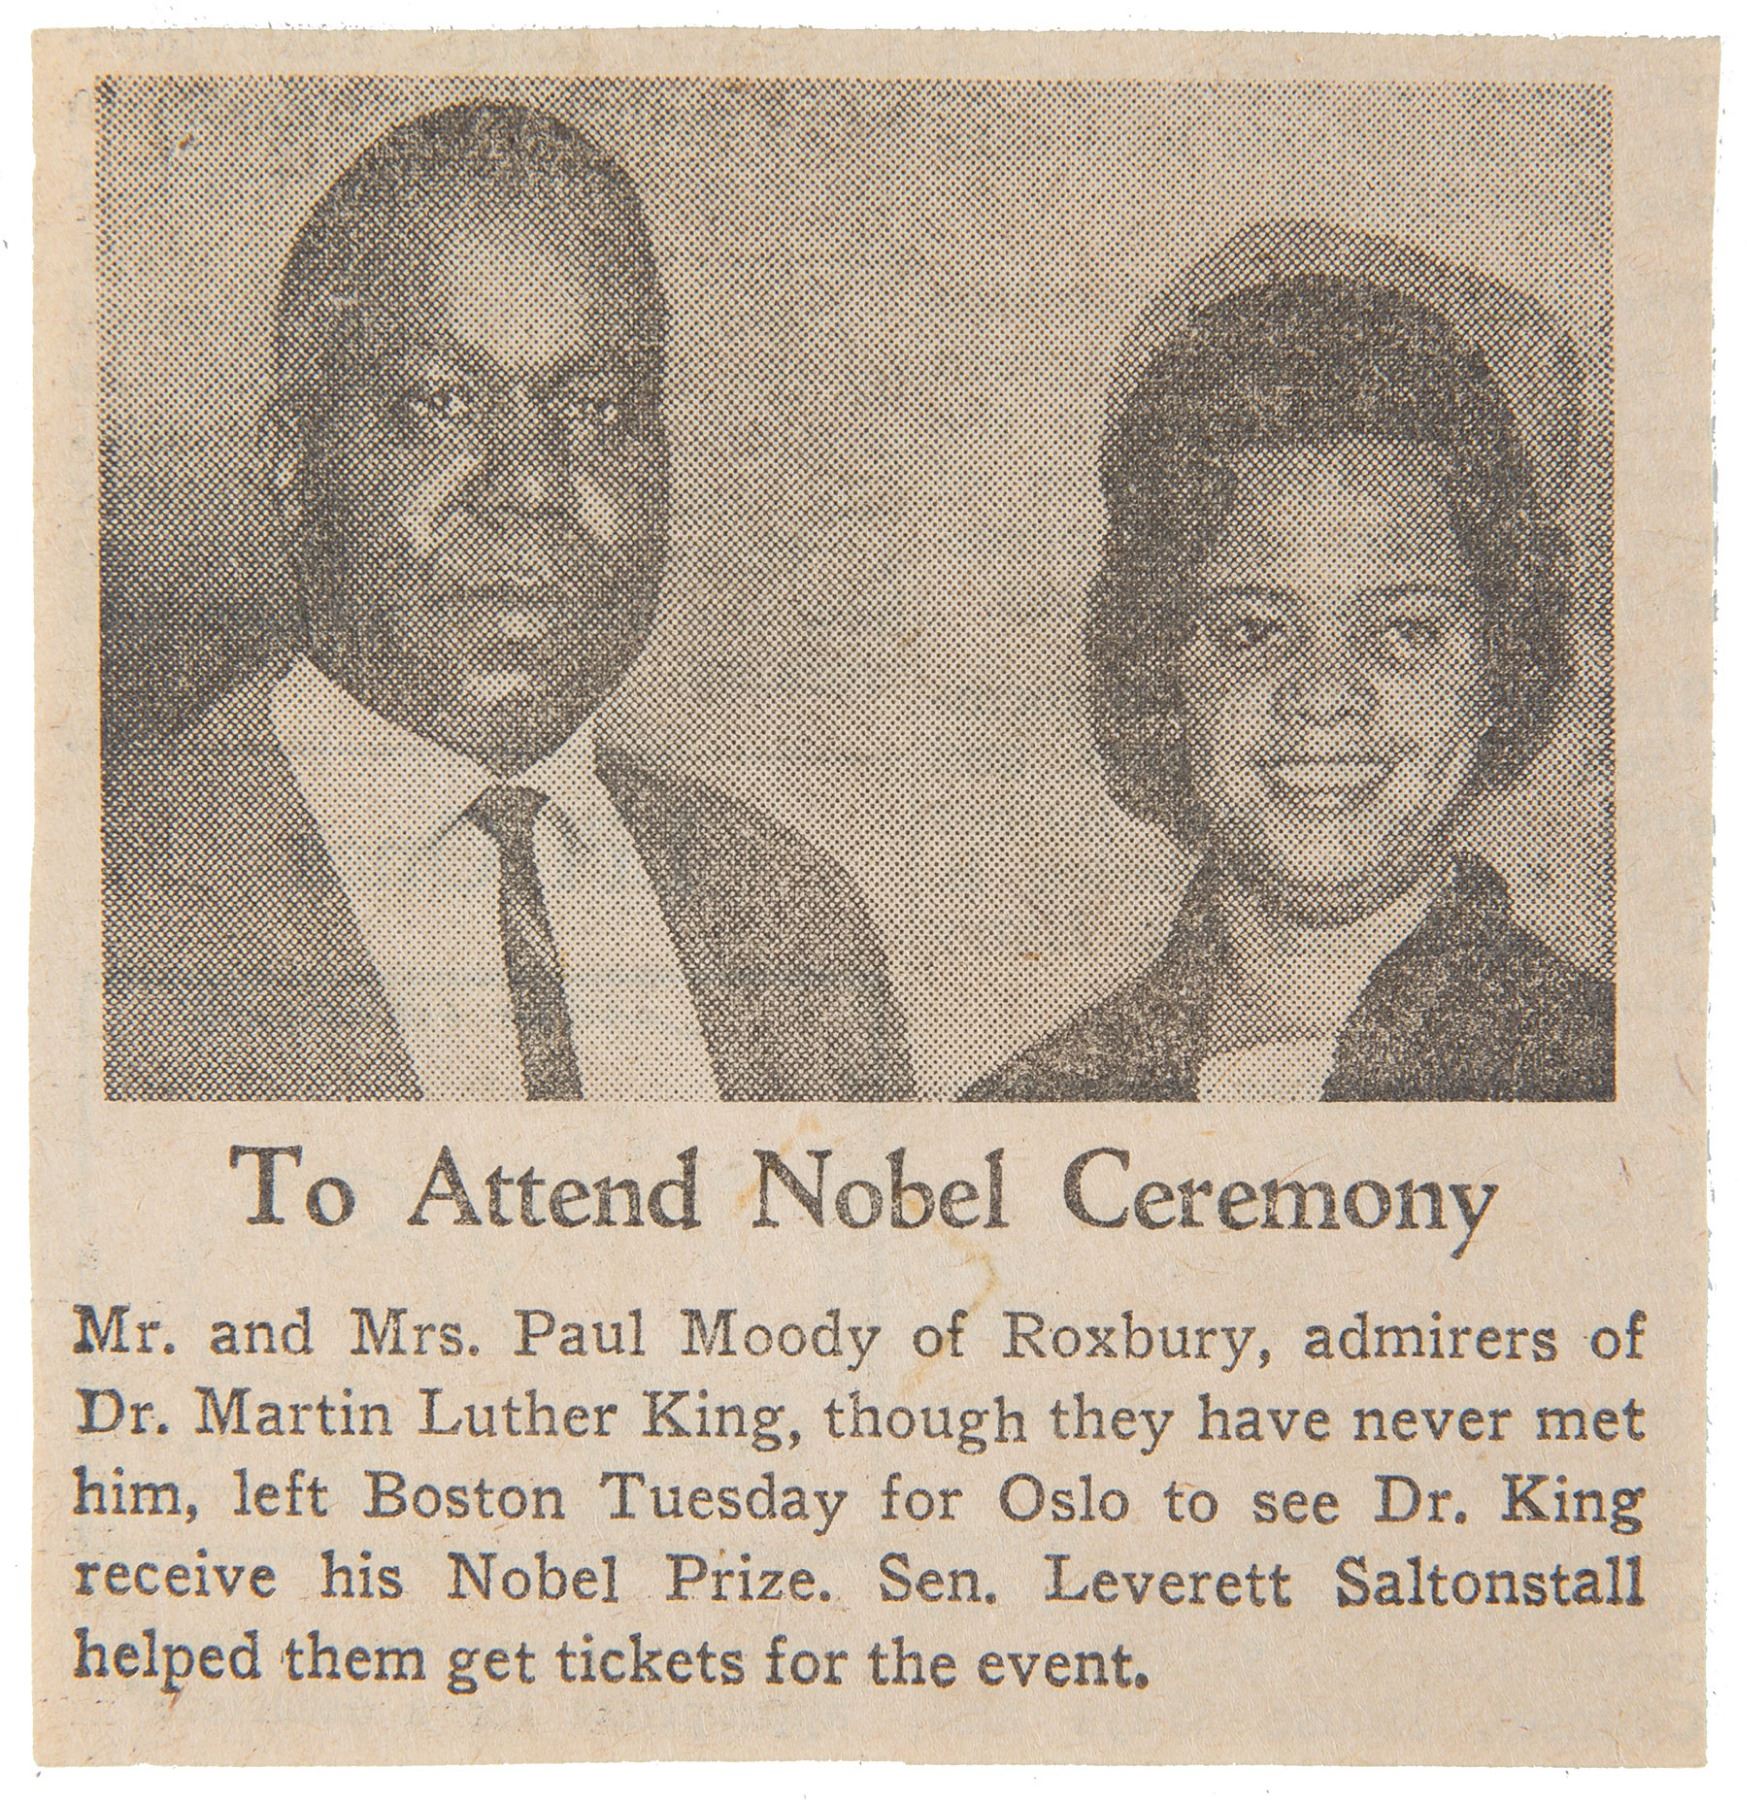 To Attend Nobel Ceremony
Mr. and Mrs. Paul Moody of Roxbury, admirers of
Dr. Martin Luther King, though they have never met
him, left Boston Tuesday for Oslo to see Dr. King
receive his Nobel Prize. Sen. Leverett Saltonstall
helped them get tickets for the event.